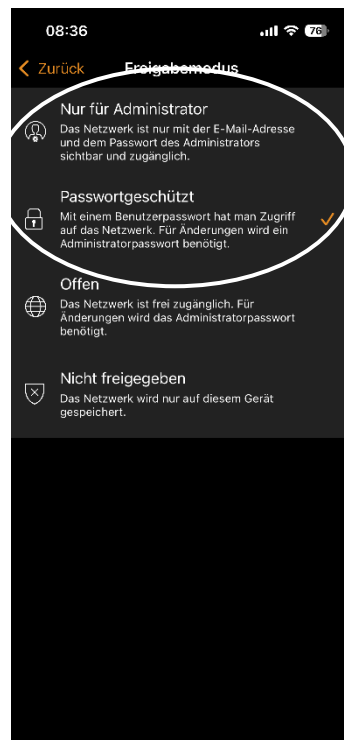 08:36
76
Zurück
Freigabemodus
Nur für Administrator
Das Netzwerk ist nur mit der E-Mail-Adresse
und dem Passwort des Administrators
sichtbar und zugänglich.
Passwortgeschützt
Mit einem Benutzerpasswort hat man Zugriff
auf das Netzwerk. Für Änderungen wird ein
Administratorpasswort benötigt.
Offen
Das Netzwerk ist frei zugänglich. Für
Änderungen wird das Administratorpasswort
benötigt.
Nicht freigegeben
Das Netzwerk wird nur auf diesem Gerät
gespeichert.